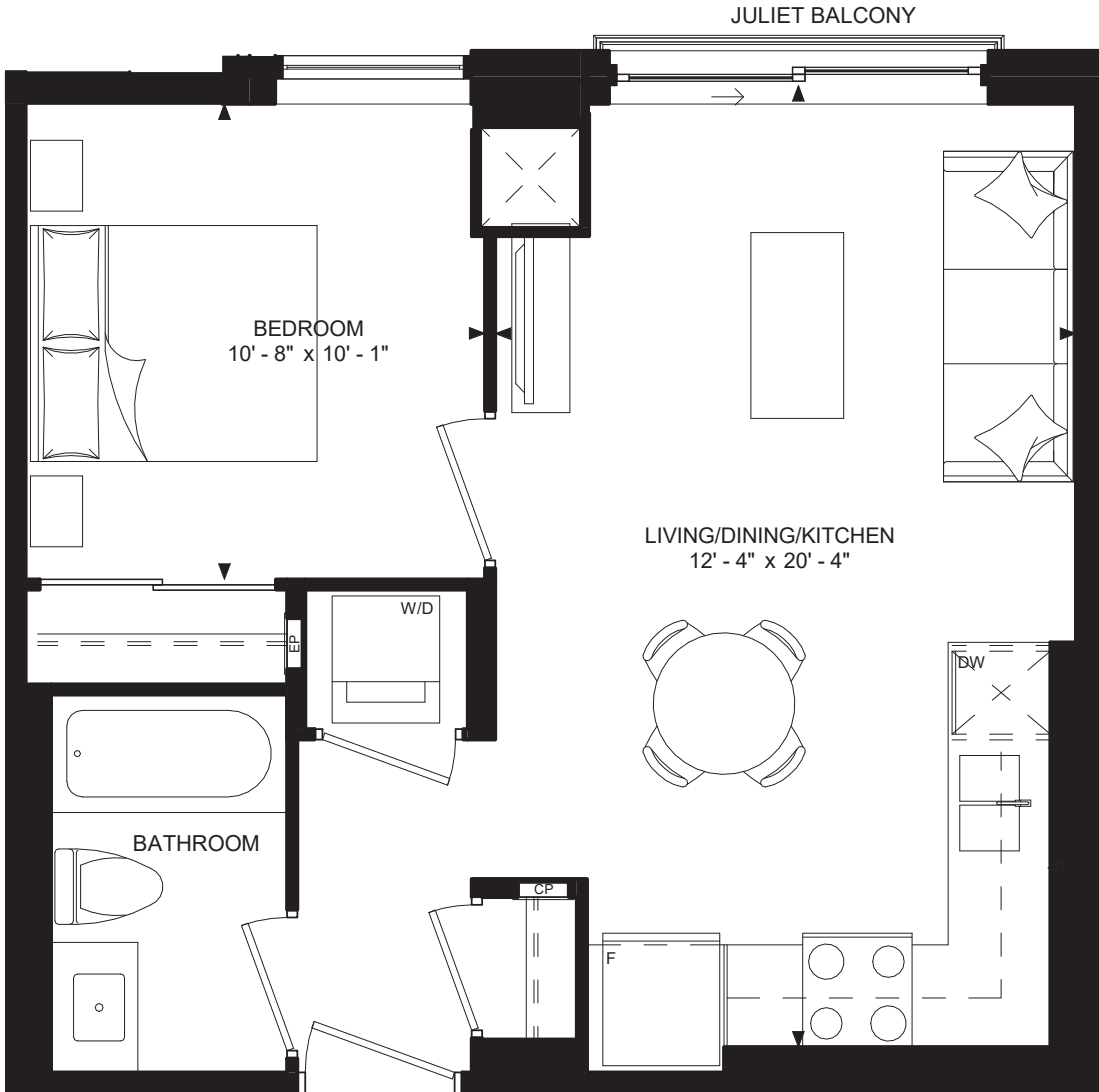 JULIET BALCONY
BEDROOM
10' - 8" x 10' - 1"
LIVING/DINING/KITCHEN
12' - 4" x 20' - 4"
W/D
EP
DW
BATHROOM
CP
F